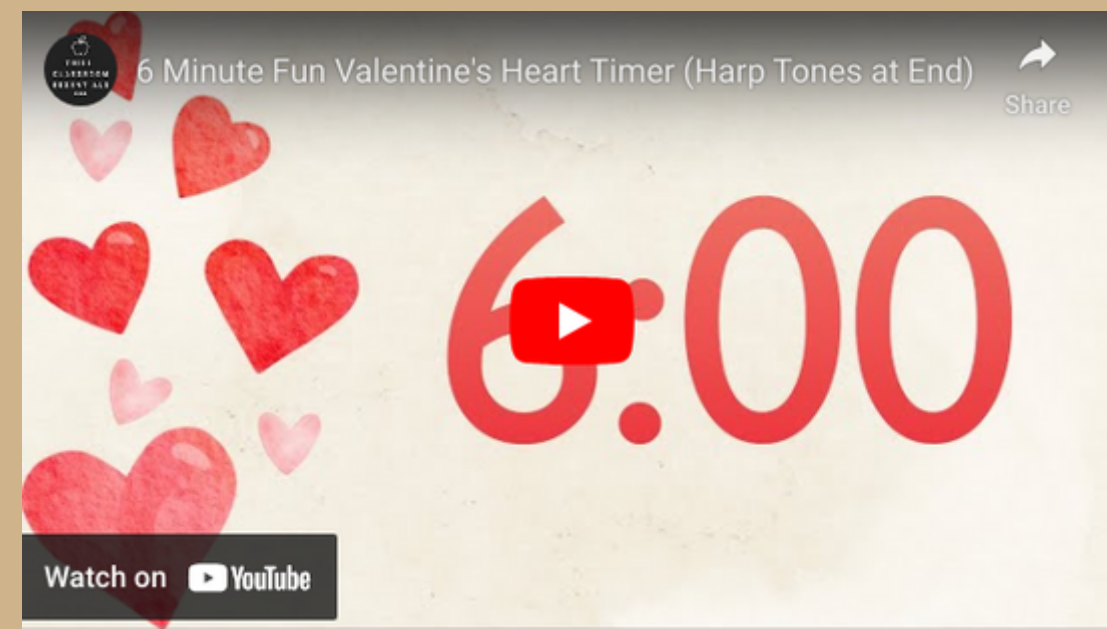 6 Minute Fun Valentine's Heart Timer (Harp Tones at End)
Share
6:00
Watch on YouTube